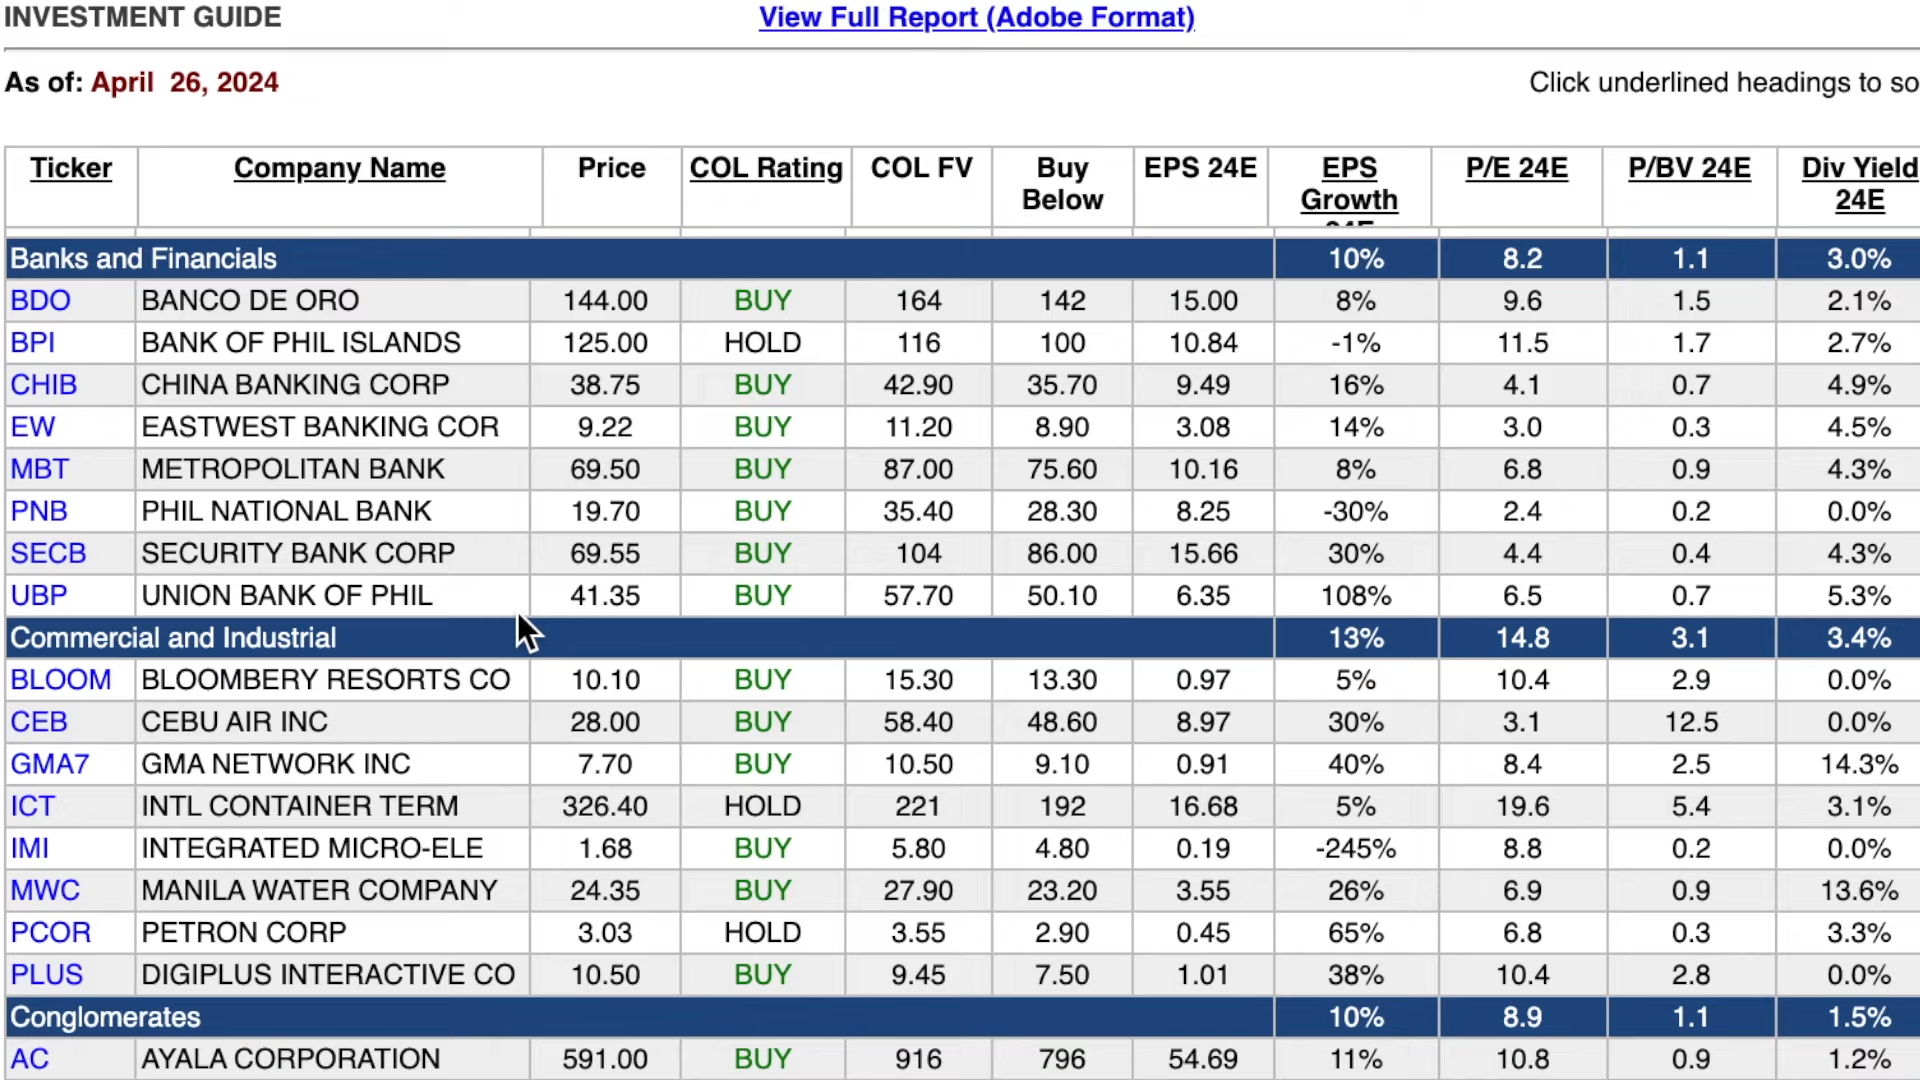 INVESTMENT GUIDE View Full Report (Adobe Format)
As of: April 26, 2024 Click underlined headings to so
Ticker Company Name Price COL Rating COL FV Buy Below EPS 24E EPS Growth 24E P/E 24E P/BV 24E Div Yield 24E
Banks and Financials 10% 8.2 1.1 3.0%
BDO BANCO DE ORO 144.00 BUY 164 142 15.00 8% 9.6 1.5 2.1%
BPI BANK OF PHIL ISLANDS 125.00 HOLD 116 100 10.84 -1% 11.5 1.7 2.7%
CHIB CHINA BANKING CORP 38.75 BUY 42.90 35.70 9.49 16% 4.1 0.7 4.9%
EW EASTWEST BANKING COR 9.22 BUY 11.20 8.90 3.08 14% 3.0 0.3 4.5%
MBT METROPOLITAN BANK 69.50 BUY 87.00 75.60 10.16 8% 6.8 0.9 4.3%
PNB PHIL NATIONAL BANK 19.70 BUY 35.40 28.30 8.25 -30% 2.4 0.2 0.0%
SECB SECURITY BANK CORP 69.55 BUY 104 86.00 15.66 30% 4.4 0.4 4.3%
UBP UNION BANK OF PHIL 41.35 BUY 57.70 50.10 6.35 108% 6.5 0.7 5.3%
Commercial and Industrial 13% 14.8 3.1 3.4%
BLOOM BLOOMBERY RESORTS CO 10.10 BUY 15.30 13.30 0.97 5% 10.4 2.9 0.0%
CEB CEBU AIR INC 28.00 BUY 58.40 48.60 8.97 30% 3.1 12.5 0.0%
GMA7 GMA NETWORK INC 7.70 BUY 10.50 9.10 0.91 40% 8.4 2.5 14.3%
ICT INTL CONTAINER TERM 326.40 HOLD 221 192 16.68 5% 19.6 5.4 3.1%
IMI INTEGRATED MICRO-ELE 1.68 BUY 5.80 4.80 0.19 -245% 8.8 0.2 0.0%
MWC MANILA WATER COMPANY 24.35 BUY 27.90 23.20 3.55 26% 6.9 0.9 13.6%
PCOR PETRON CORP 3.03 HOLD 3.55 2.90 0.45 65% 6.8 0.3 3.3%
PLUS DIGIPLUS INTERACTIVE CO 10.50 BUY 9.45 7.50 1.01 38% 10.4 2.8 0.0%
Conglomerates 10% 8.9 1.1 1.5%
AC AYALA CORPORATION 591.00 BUY 916 796 54.69 11% 10.8 0.9 1.2%